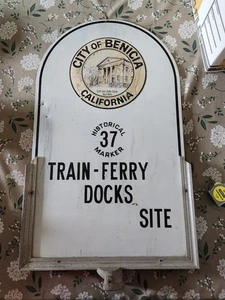 CITY OF BENICIA
CALIFORNIA
HISTORICAL
37
MARKER
TRAIN-FERRY
DOCKS
SITE